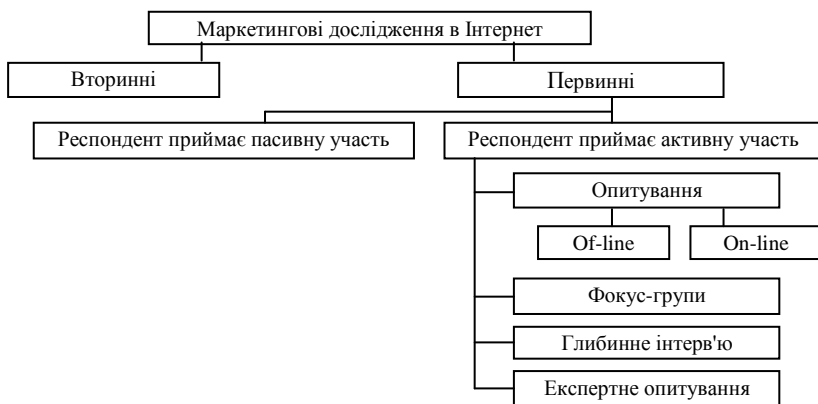 Маркетингові дослідження в Інтернет
Вторинні
Первинні
Респондент приймає пасивну участь
Респондент приймає активну участь
Опитування
Of-line
On-line
Фокус-групи
Глибинне інтерв'ю
Експертне опитування